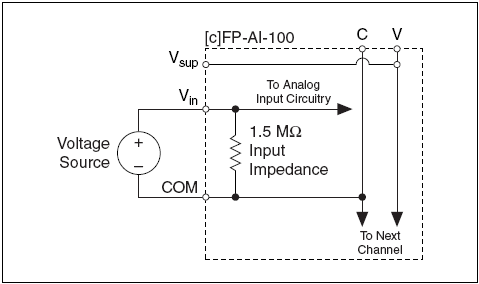 [c]FP-AI-100
C
V
Vsup
Vin
To Analog
Input Circuitry
Voltage
Source
+
–
1.5 MΩ
Input
Impedance
COM
To Next
Channel